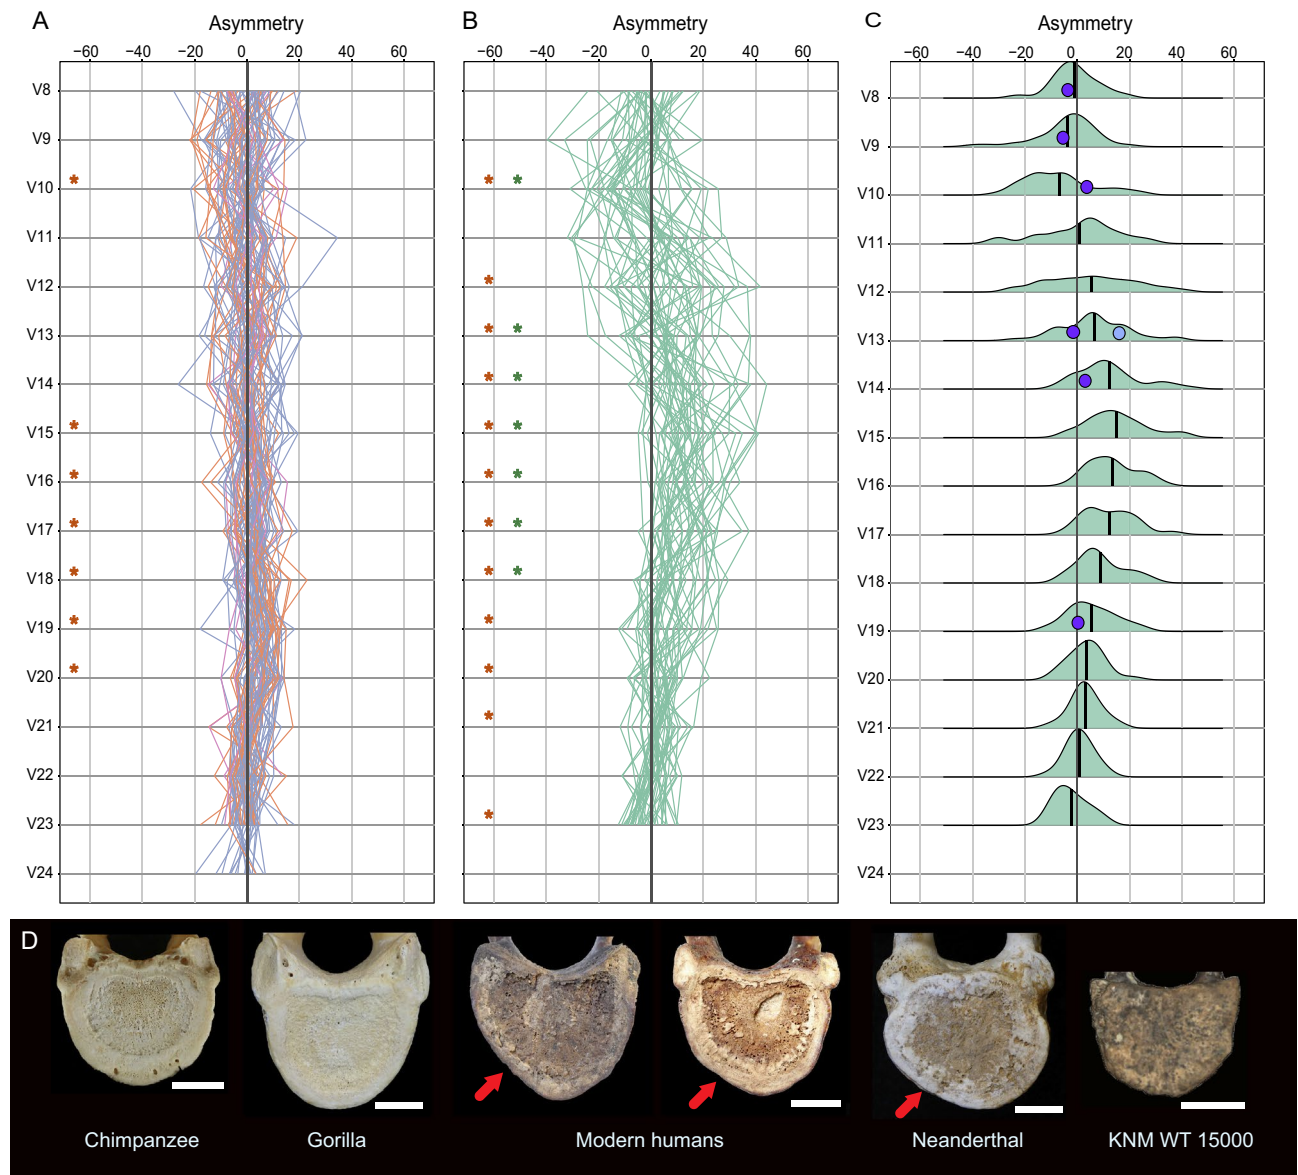 A Asymmetry
−60 −40 −20 0 20 40 60
V8
V9
* V10
V11
V12
V13
V14
* V15
* V16
* V17
* V18
* V19
* V20
V21
V22
V23
V24
B Asymmetry
−60 −40 −20 0 20 40 60
* *
*
* *
* *
* *
* *
* *
* *
*
*
*
*
C Asymmetry
−60 −40 −20 0 20 40 60
V8
V9
V10
V11
V12
V13
V14
V15
V16
V17
V18
V19
V20
V21
V22
V23
V24
D
Chimpanzee Gorilla Modern humans Neanderthal KNM WT 15000